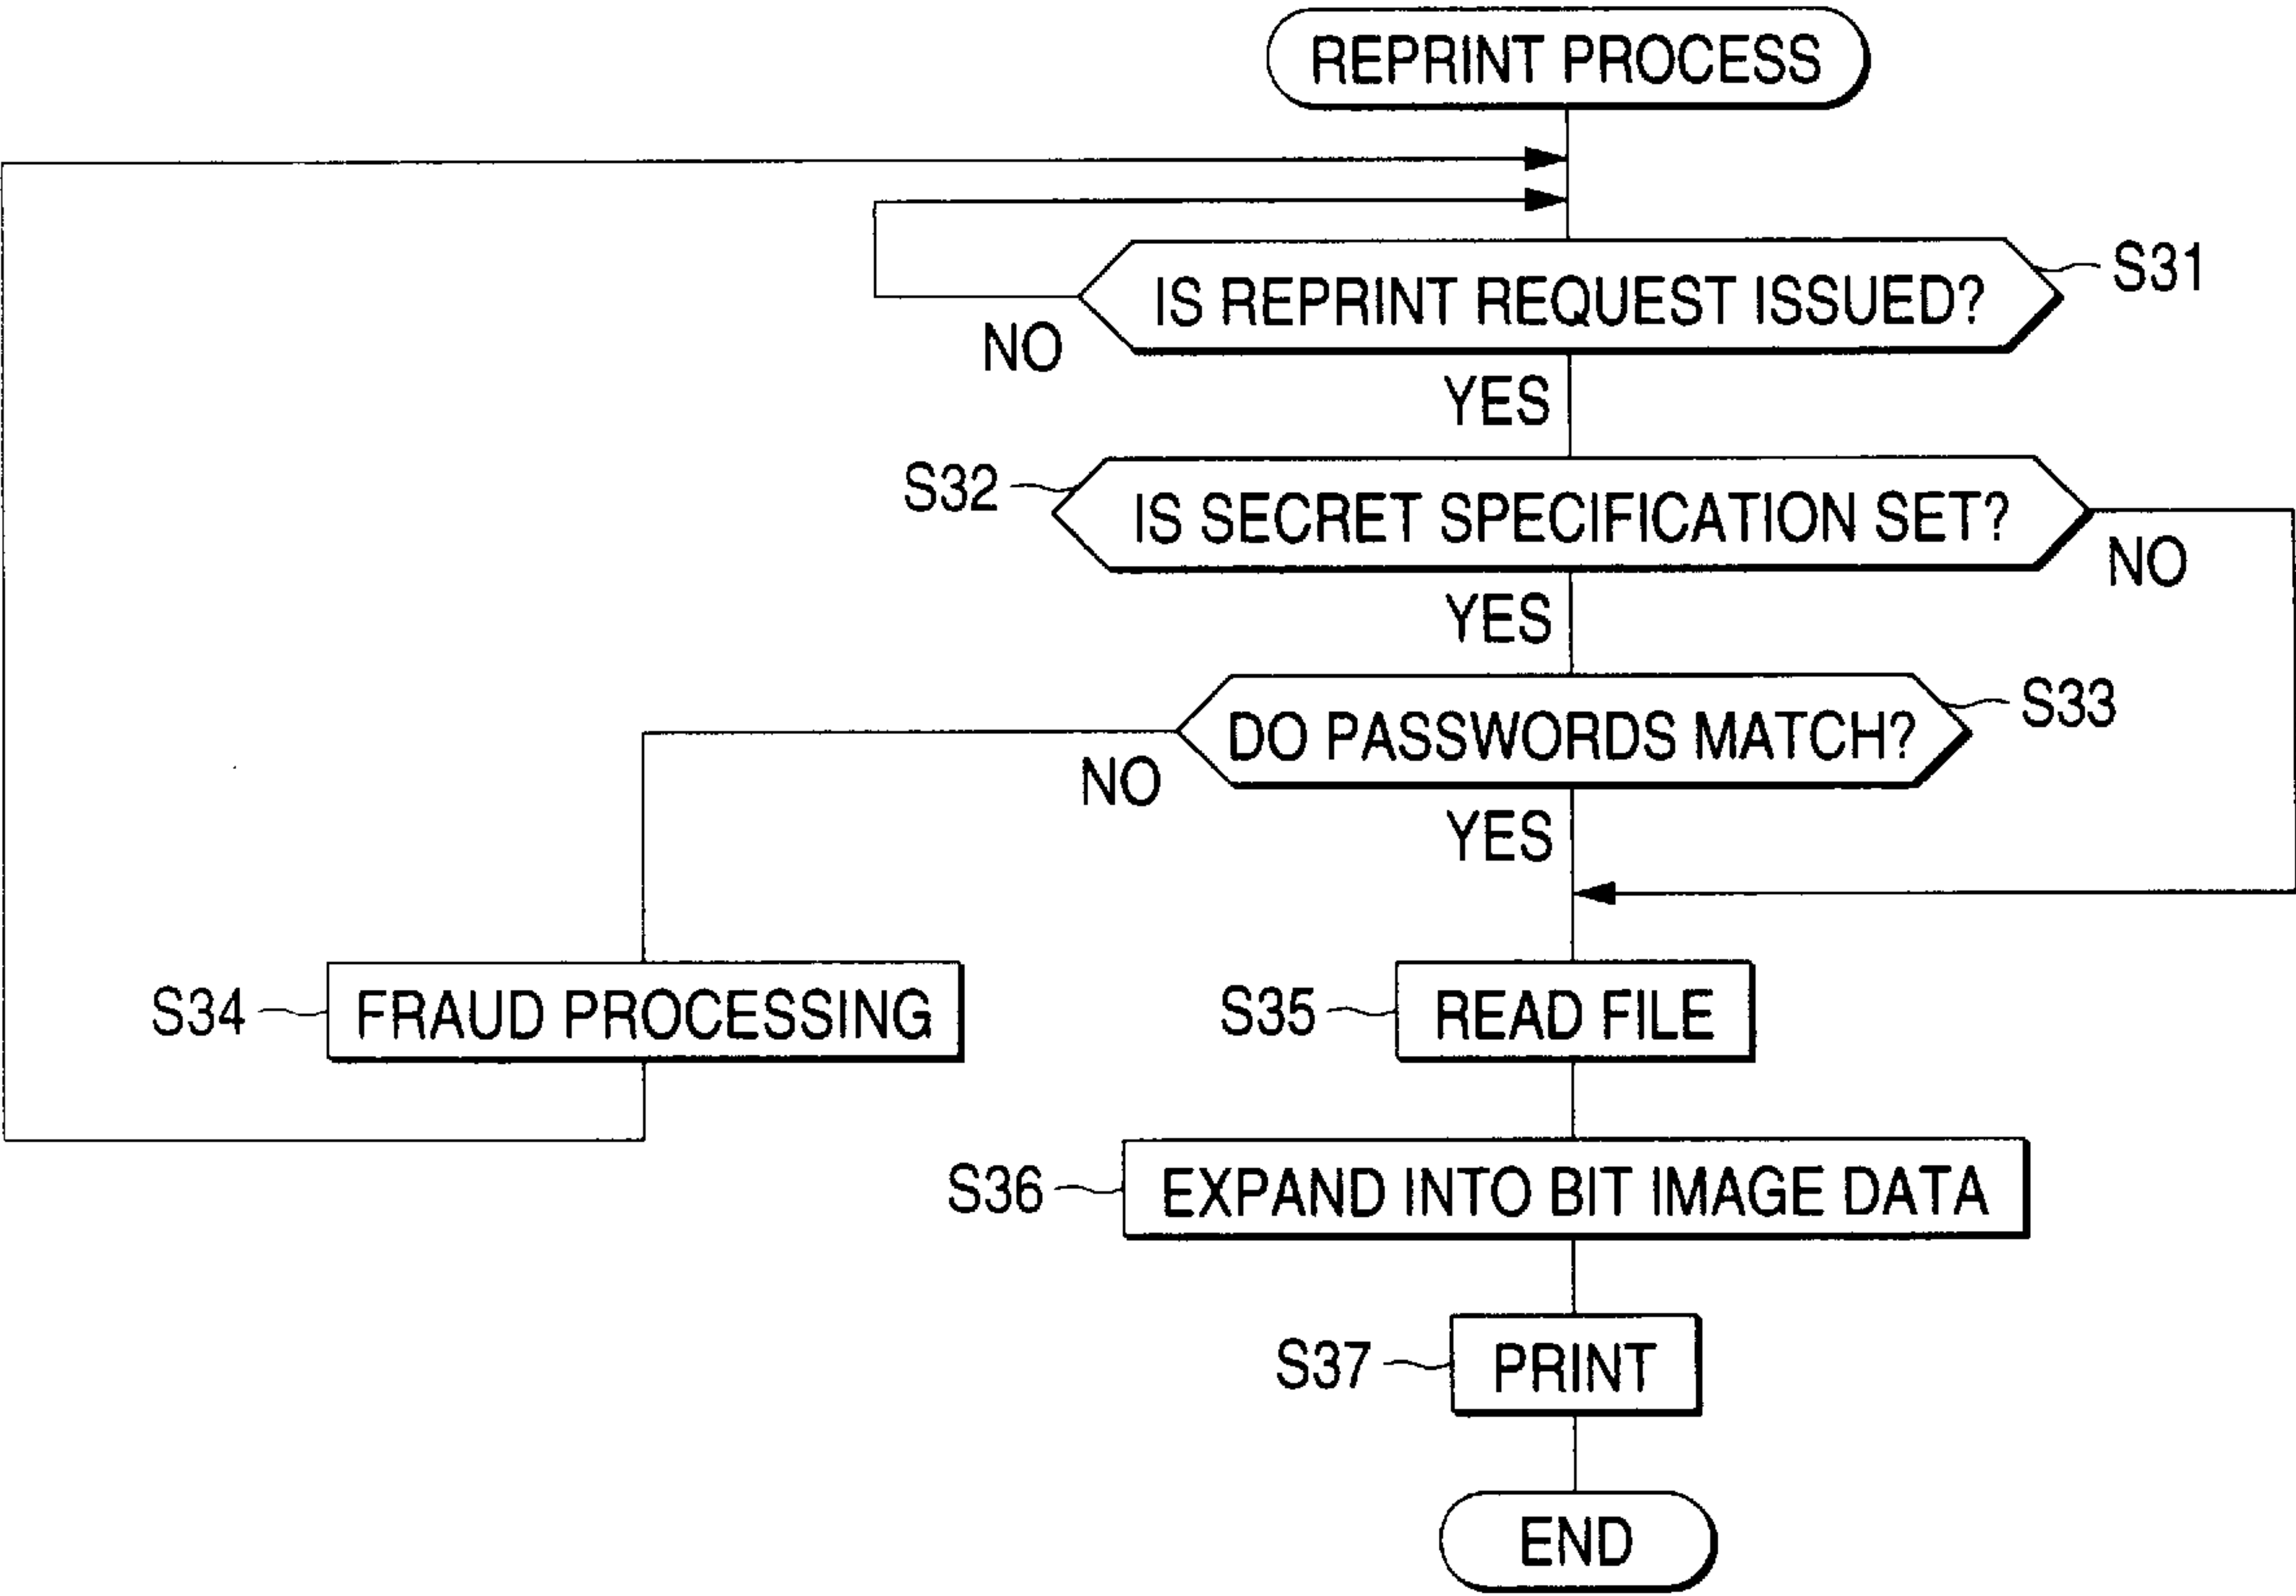 REPRINT PROCESS
IS REPRINT REQUEST ISSUED?
S31
NO
YES
S32
IS SECRET SPECIFICATION SET?
NO
YES
DO PASSWORDS MATCH?
S33
NO
YES
S34
FRAUD PROCESSING
S35
READ FILE
S36
EXPAND INTO BIT IMAGE DATA
S37
PRINT
END